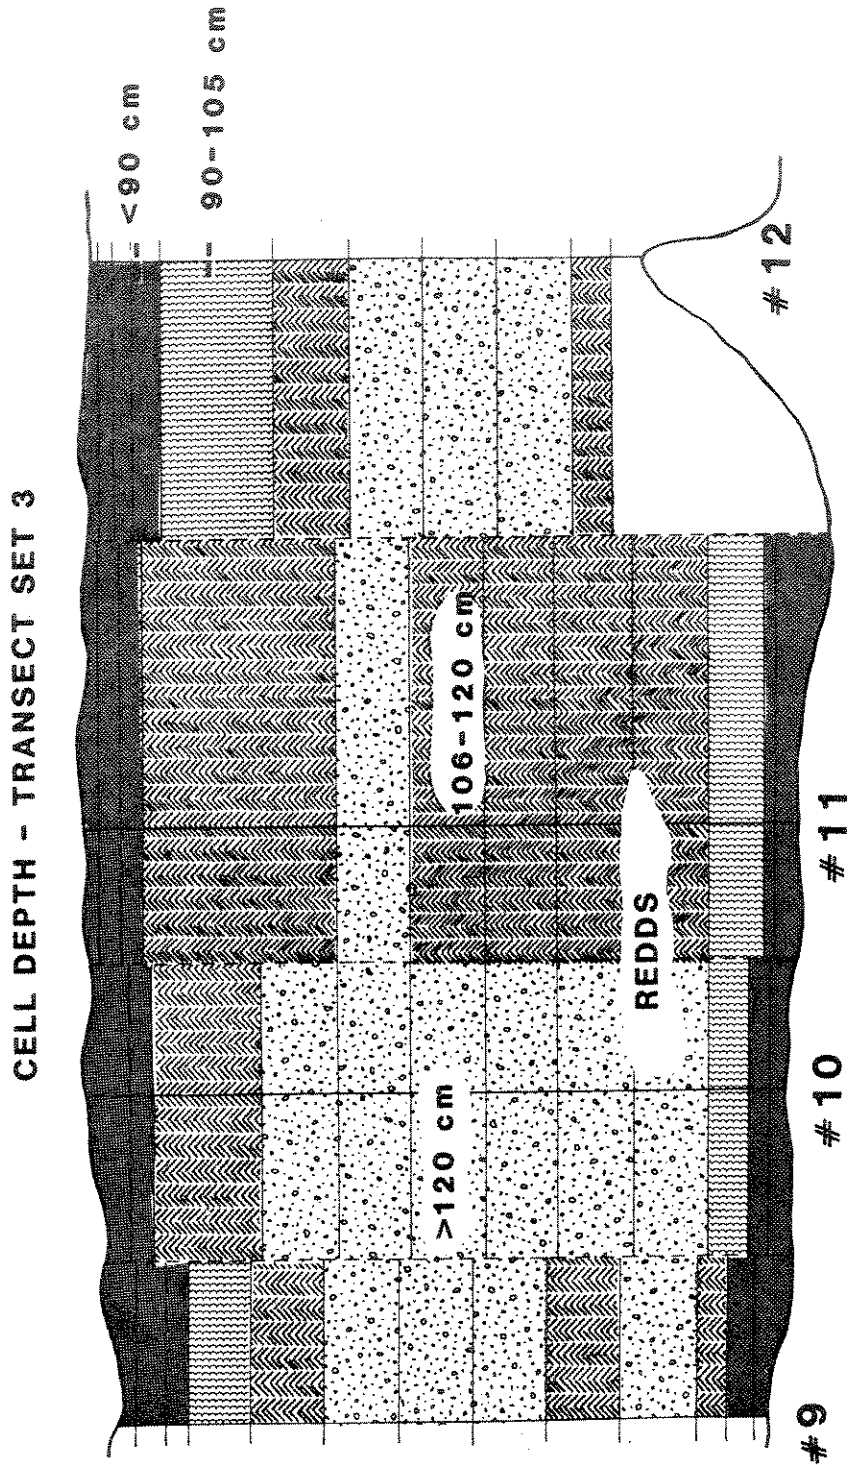 CELL DEPTH - TRANSECT SET 3
-- <90 cm
-- 90-105 cm
106-120 cm
>120 cm
REDDS
#9
#10
#11
#12